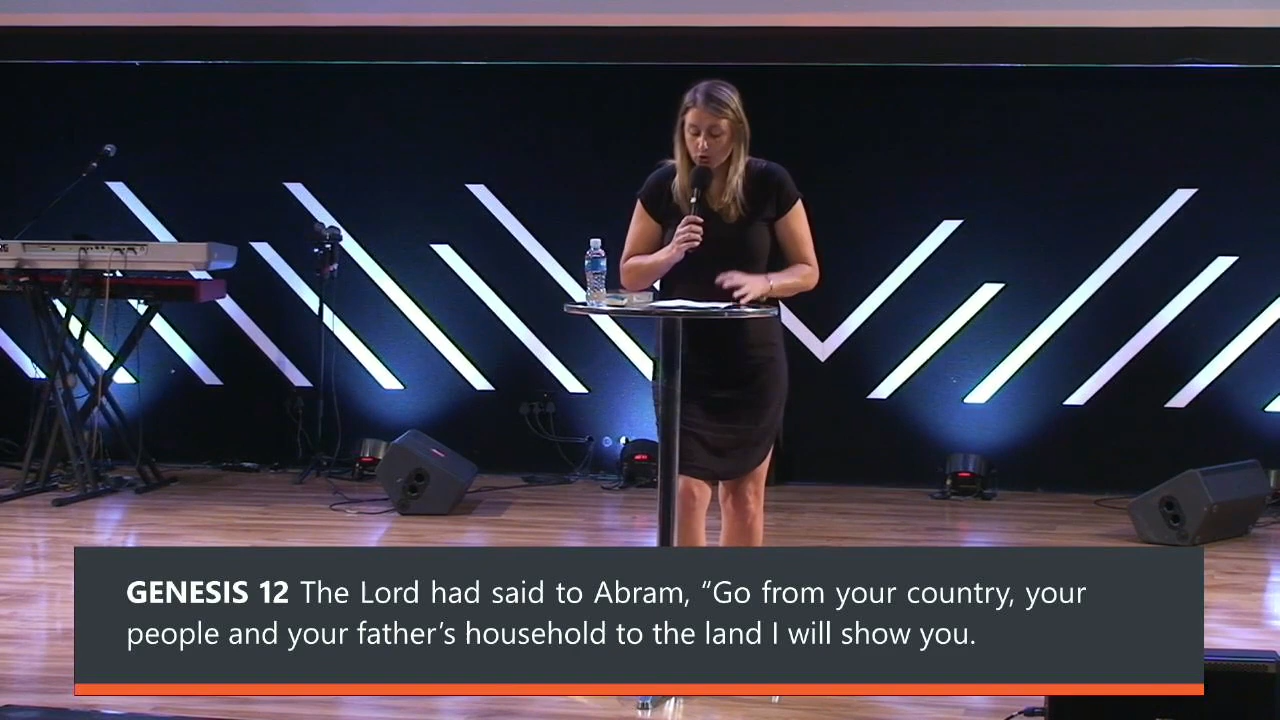 GENESIS 12 The Lord had said to Abram, “Go from your country, your
people and your father’s household to the land I will show you.